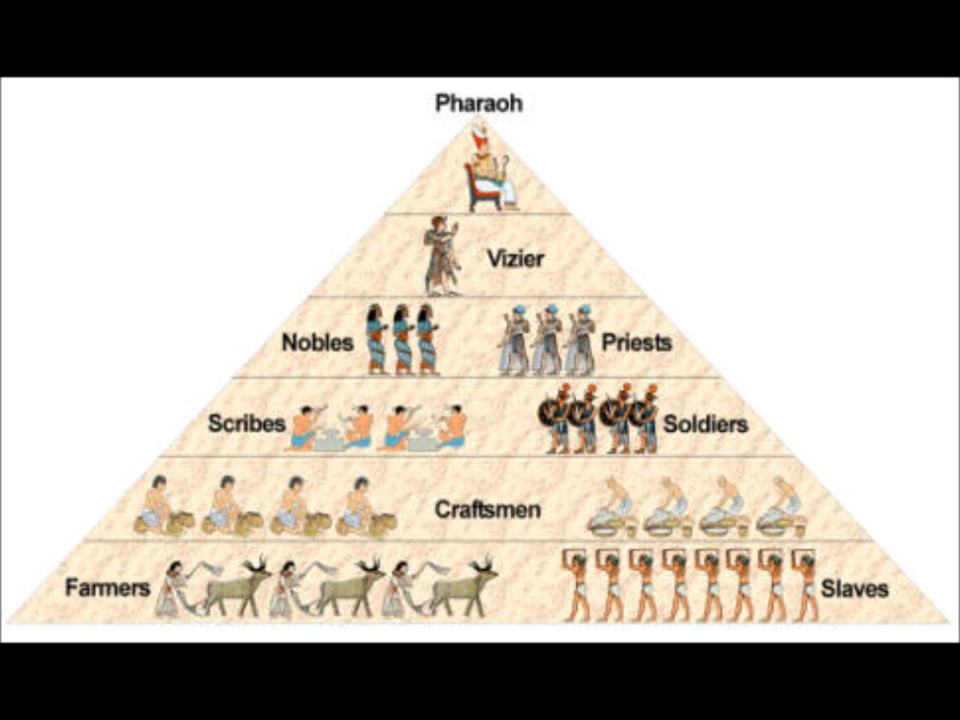 Pharaoh
Vizier
Nobles Priests
Scribes Soldiers
Craftsmen
Farmers Slaves